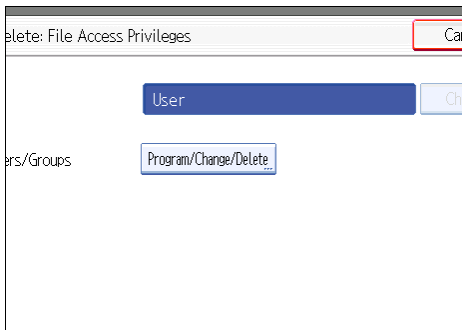 elete: File Access Privileges
Ca
User
Ch
ers/Groups
Program/Change/Delete